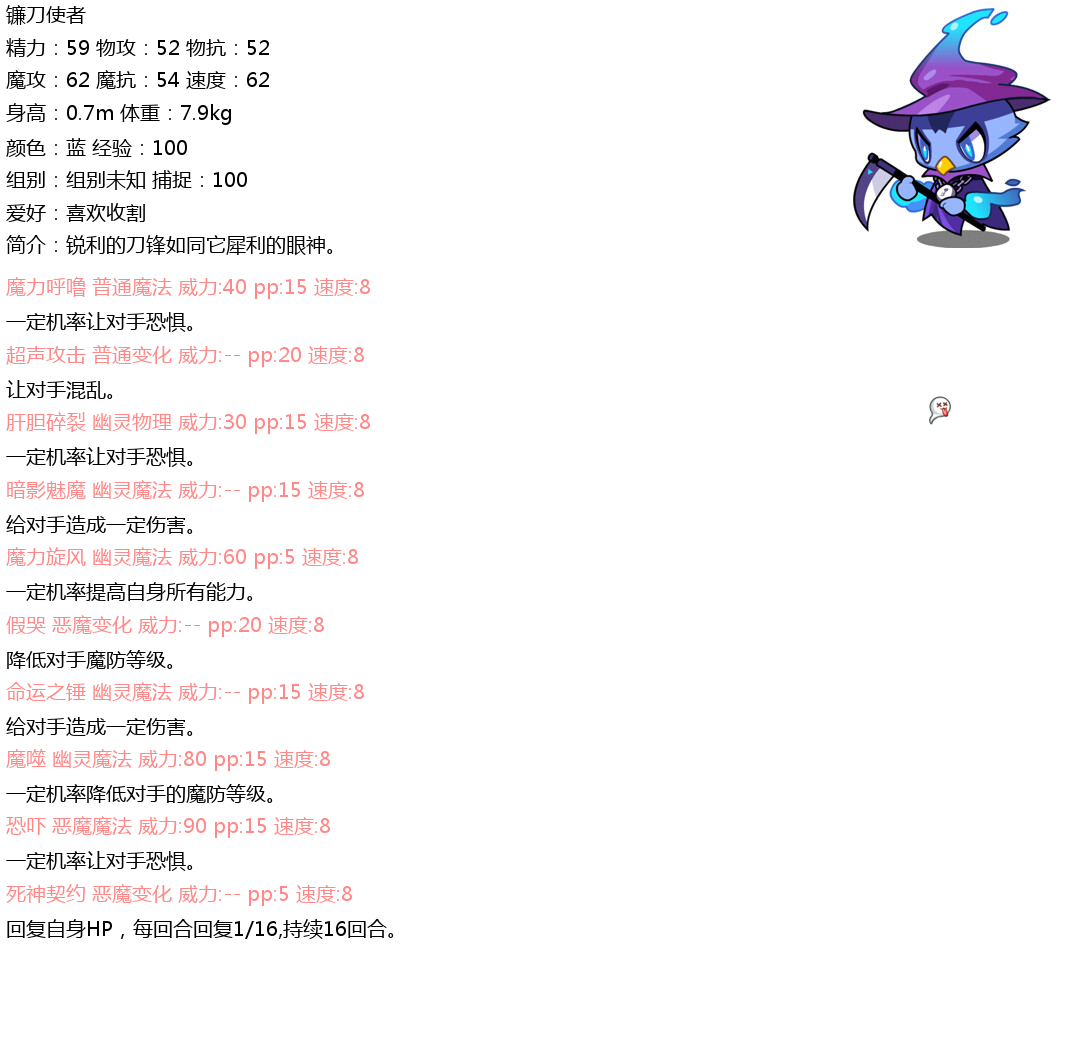 镰刀使者
精力：59 物攻：52 物抗：52
魔攻：62 魔抗：54 速度：62
身高：0.7m 体重：7.9kg
颜色：蓝 经验：100
组别：组别未知 捕捉：100
爱好：喜欢收割
简介：锐利的刀锋如同它犀利的眼神。
魔力呼噜 普通魔法 威力:40 pp:15 速度:8
一定机率让对手恐惧。
超声攻击 普通变化 威力:-- pp:20 速度:8
让对手混乱。
肝胆碎裂 幽灵物理 威力:30 pp:15 速度:8
一定机率让对手恐惧。
暗影魅魔 幽灵魔法 威力:-- pp:15 速度:8
给对手造成一定伤害。
魔力旋风 幽灵魔法 威力:60 pp:5 速度:8
一定机率提高自身所有能力。
假哭 恶魔变化 威力:-- pp:20 速度:8
降低对手魔防等级。
命运之锤 幽灵魔法 威力:-- pp:15 速度:8
给对手造成一定伤害。
魔噬 幽灵魔法 威力:80 pp:15 速度:8
一定机率降低对手的魔防等级。
恐吓 恶魔魔法 威力:90 pp:15 速度:8
一定机率让对手恐惧。
死神契约 恶魔变化 威力:-- pp:5 速度:8
回复自身HP，每回合回复1/16,持续16回合。